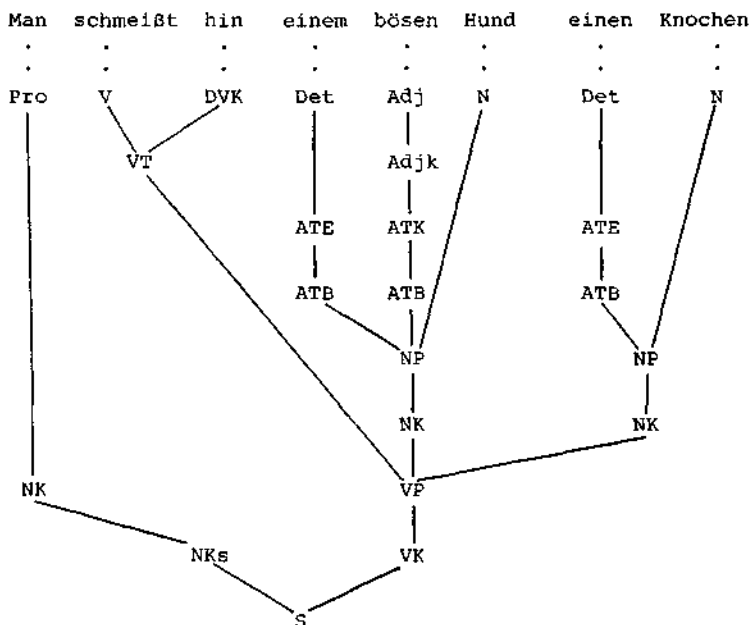 Man schmeißt hin einem bösen Hund einen Knochen
Pro V DVK Det Adj N Det N
VT Adjk
ATE ATK ATE
ATB ATB ATB
NP NP
NK NK
NK VP
NKs VK
S